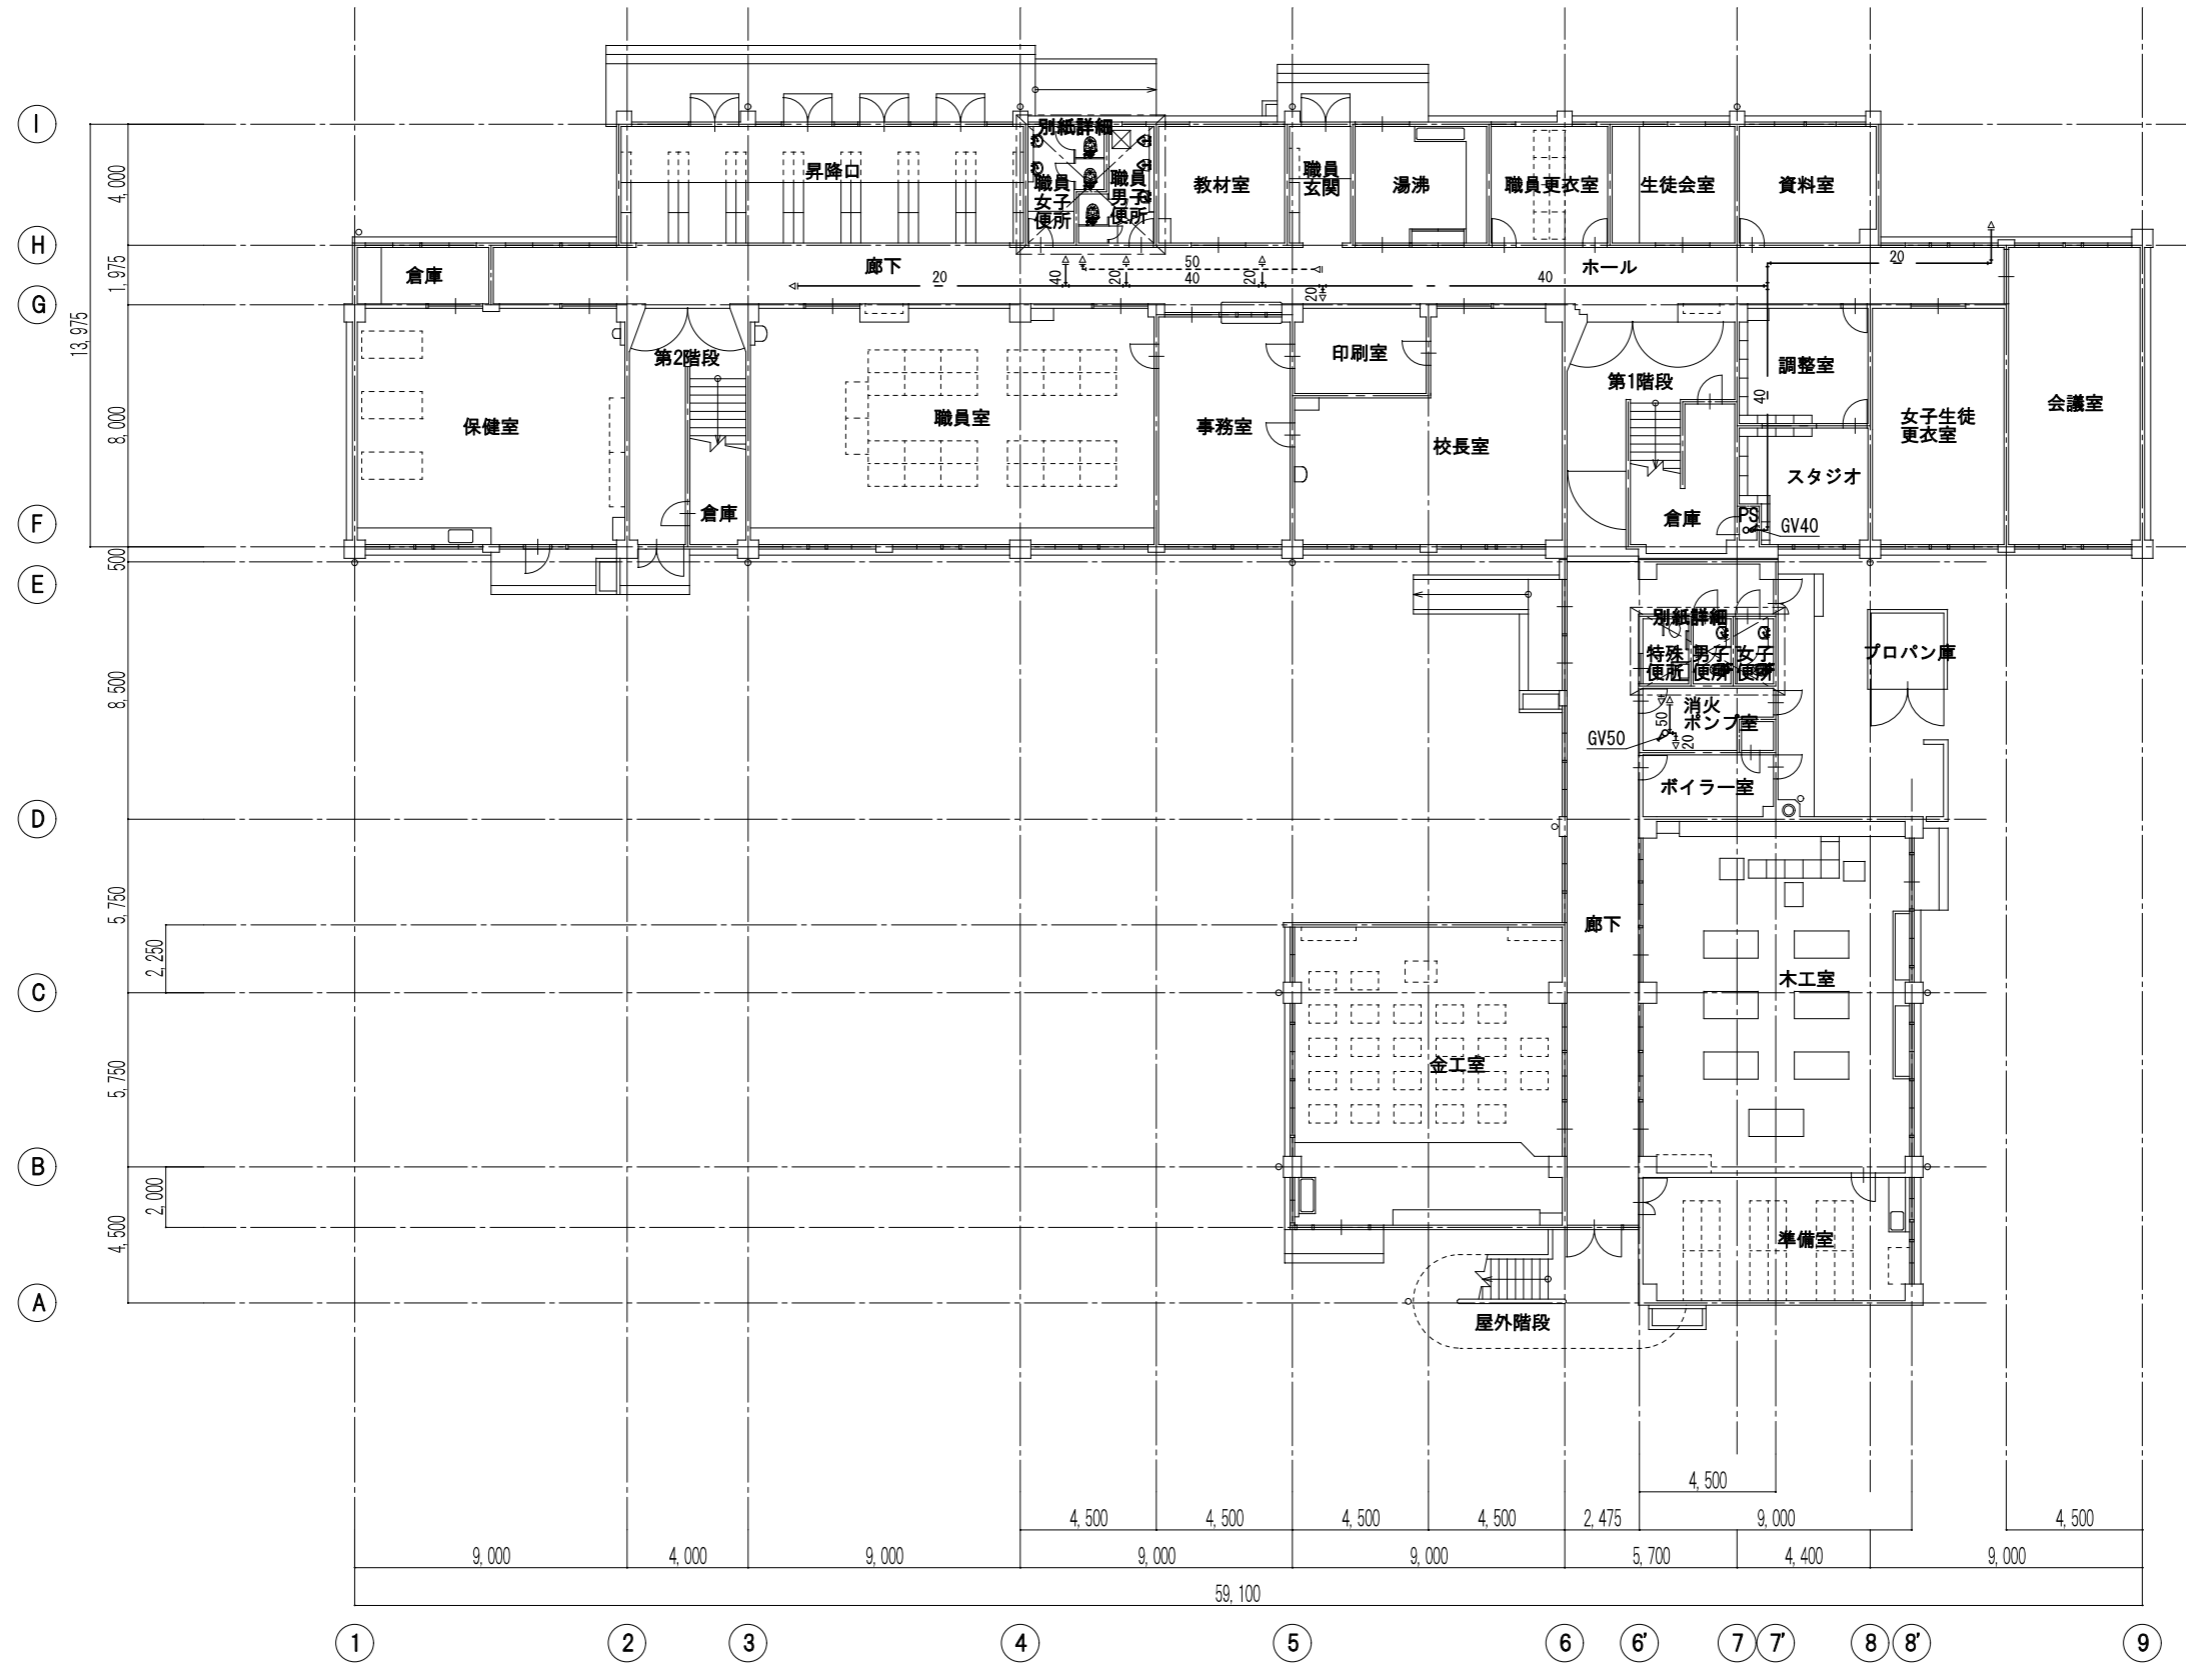 I
別紙詳細
昇降口
職員
女子
便所
職員
男子
便所
教材室
職員
玄関
湯沸
職員更衣室
生徒会室
資料室
4,000
H
倉庫
廊下
50
ホール
20
1,975
20
40
20
40
20
20
40
G
13,975
第2階段
印刷室
第1階段
調整室
40
保健室
職員室
事務室
校長室
女子生徒
更衣室
会議室
8,000
スタジオ
倉庫
倉庫
PS
GV40
F
500
E
別紙詳細
特殊
便所
男子
便所
女子
便所
プロパン庫
8,500
消火
ポンプ室
50
GV50
20
ボイラー室
D
5,750
廊下
2,250
木工室
C
金工室
5,750
B
2,000
4,500
準備室
A
屋外階段
4,500
4,500
4,500
4,500
4,500
2,475
9,000
4,500
9,000
4,000
9,000
9,000
9,000
5,700
4,400
9,000
59,100
1
2
3
4
5
6
6'
7
7'
8
8'
9